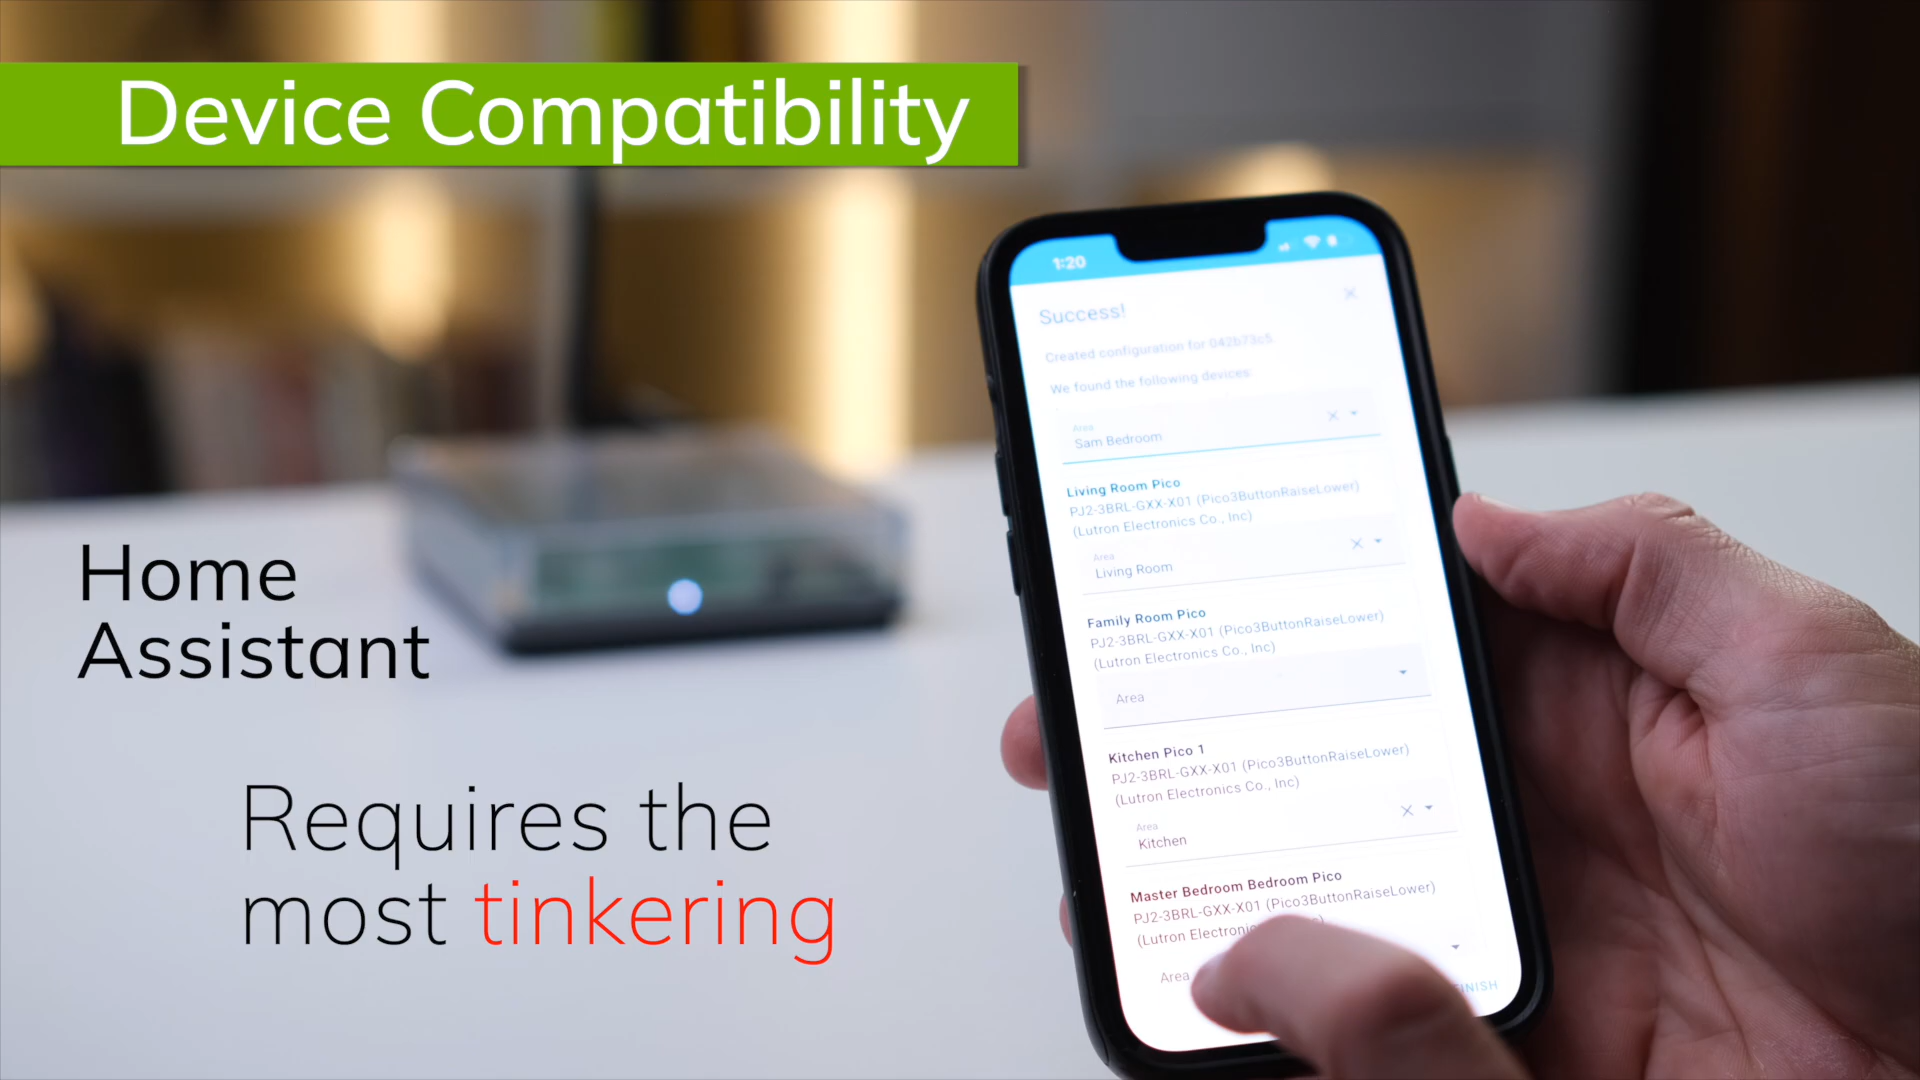 Device Compatibility
1:20
Success!
Created configuration for 042b73c5.
We found the following devices:
Area
Sam Bedroom
Living Room Pico
PJ2-3BRL-GXX-X01 (Pico3ButtonRaiseLower)
(Lutron Electronics Co., Inc)
Area
Living Room
Family Room Pico
PJ2-3BRL-GXX-X01 (Pico3ButtonRaiseLower)
(Lutron Electronics Co., Inc)
Area
Kitchen Pico 1
PJ2-3BRL-GXX-X01 (Pico3ButtonRaiseLower)
(Lutron Electronics Co., Inc)
Area
Kitchen
Master Bedroom Bedroom Pico
PJ2-3BRL-GXX-X01 (Pico3ButtonRaiseLower)
(Lutron
Area
Home
Assistant
Requires the
most tinkering